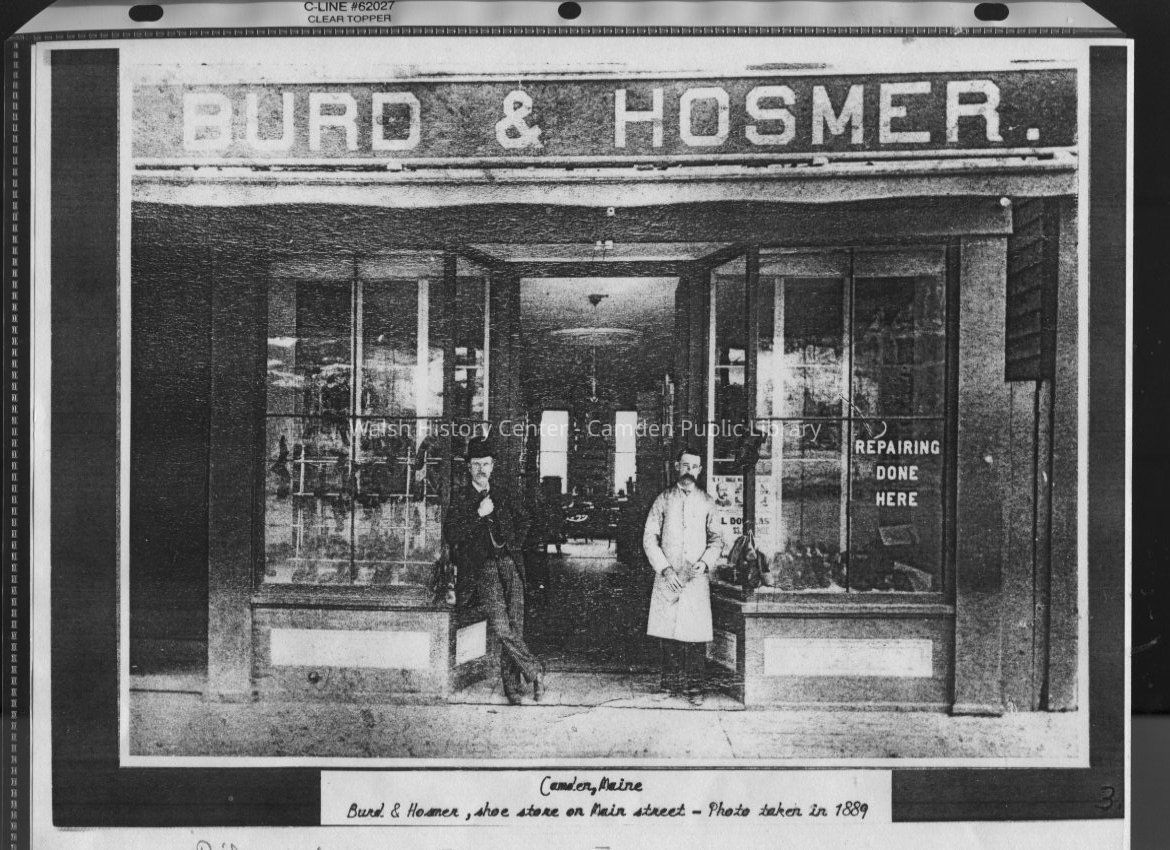 C-LINE #62027
CLEAR TOPPER
BURD & HOSMER.
Walsh History Center - Camden Public Library
REPAIRING
DONE
HERE
L. DOUGLAS
Camden, Maine
Burd & Hosmer, shoe store on Main street - Photo taken in 1889
3.